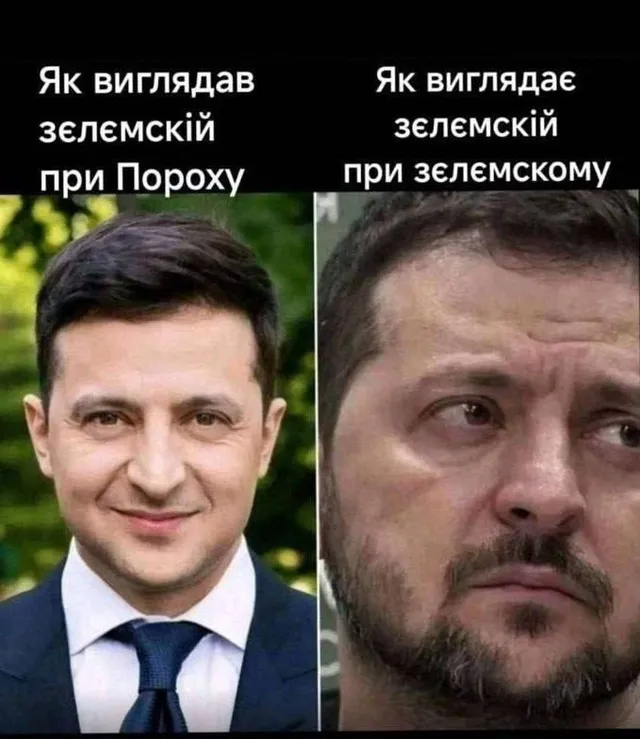 Як виглядав
зєлємскій
при Пороху
Як виглядає
зєлємскій
при зєлємскому